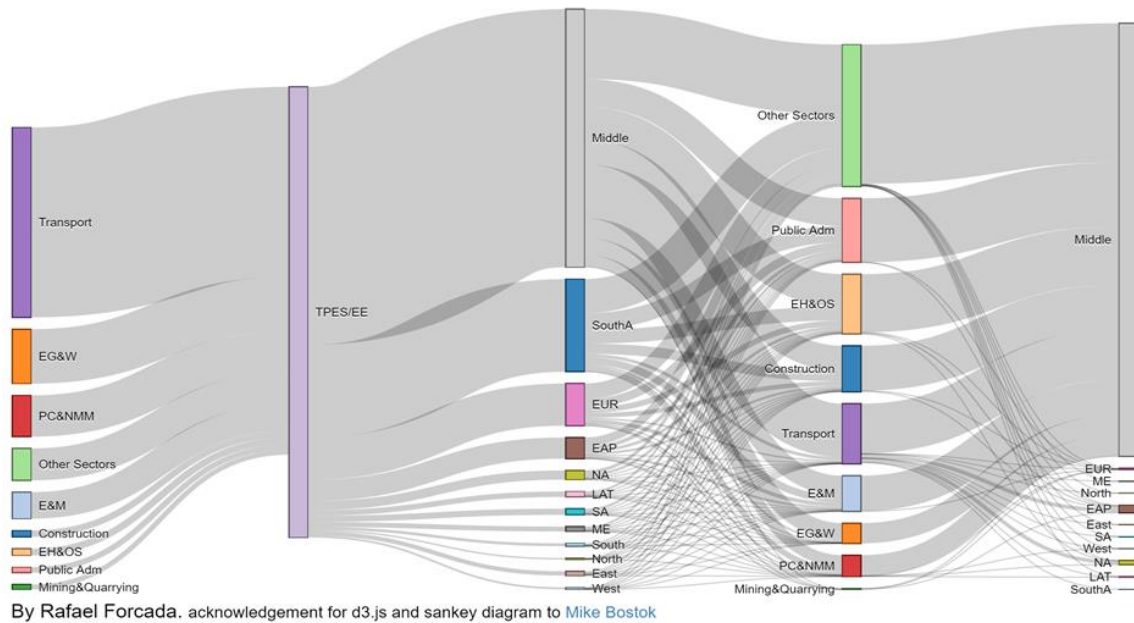 Transport
EG&W
PC&NMM
Other Sectors
E&M
Construction
EH&OS
Public Adm
Mining&Quarrying
TPES/EE
Middle
SouthA
EUR
EAP
NA
LAT
SA
ME
South
North
East
West
Other Sectors
Public Adm
EH&OS
Construction
Transport
E&M
EG&W
PC&NMM
Mining&Quarrying
Middle
EUR
ME
North
EAP
East
SA
West
NA
LAT
SouthA
By Rafael Forcada. acknowledgement for d3.js and sankey diagram to Mike Bostok